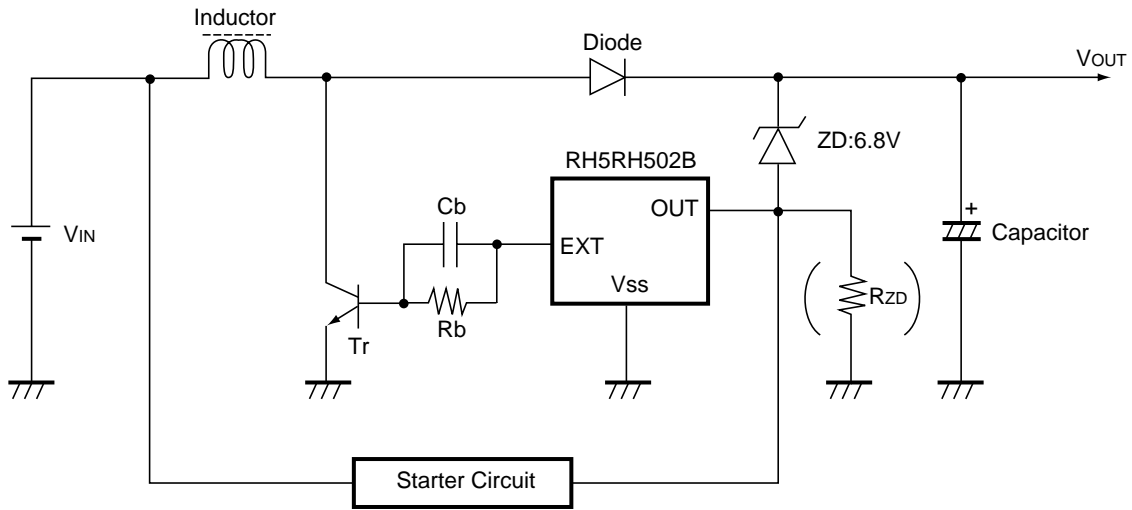 Inductor
Diode
VOUT
ZD:6.8V
RH5RH502B
OUT
Cb
EXT
VIN
+
Capacitor
Vss
RZD
Rb
Tr
Starter Circuit